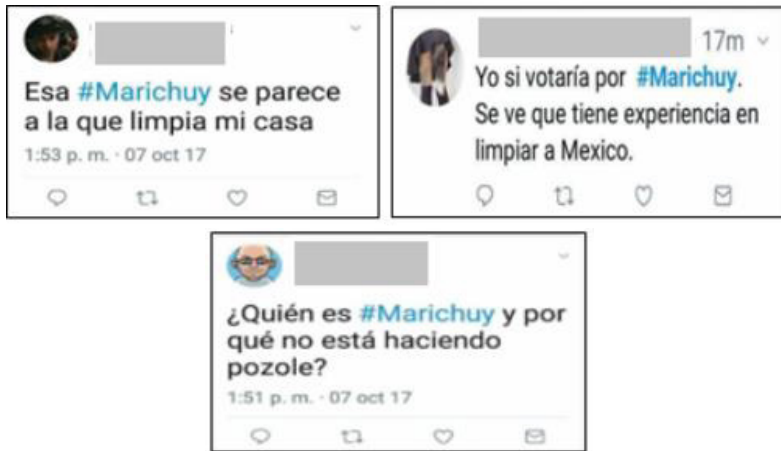 Esa #Marichuy se parece
a la que limpia mi casa
1:53 p. m. · 07 oct 17
17m
Yo si votaría por #Marichuy.
Se ve que tiene experiencia en
limpiar a Mexico.
¿Quién es #Marichuy y por
qué no está haciendo
pozole?
1:51 p. m. · 07 oct 17